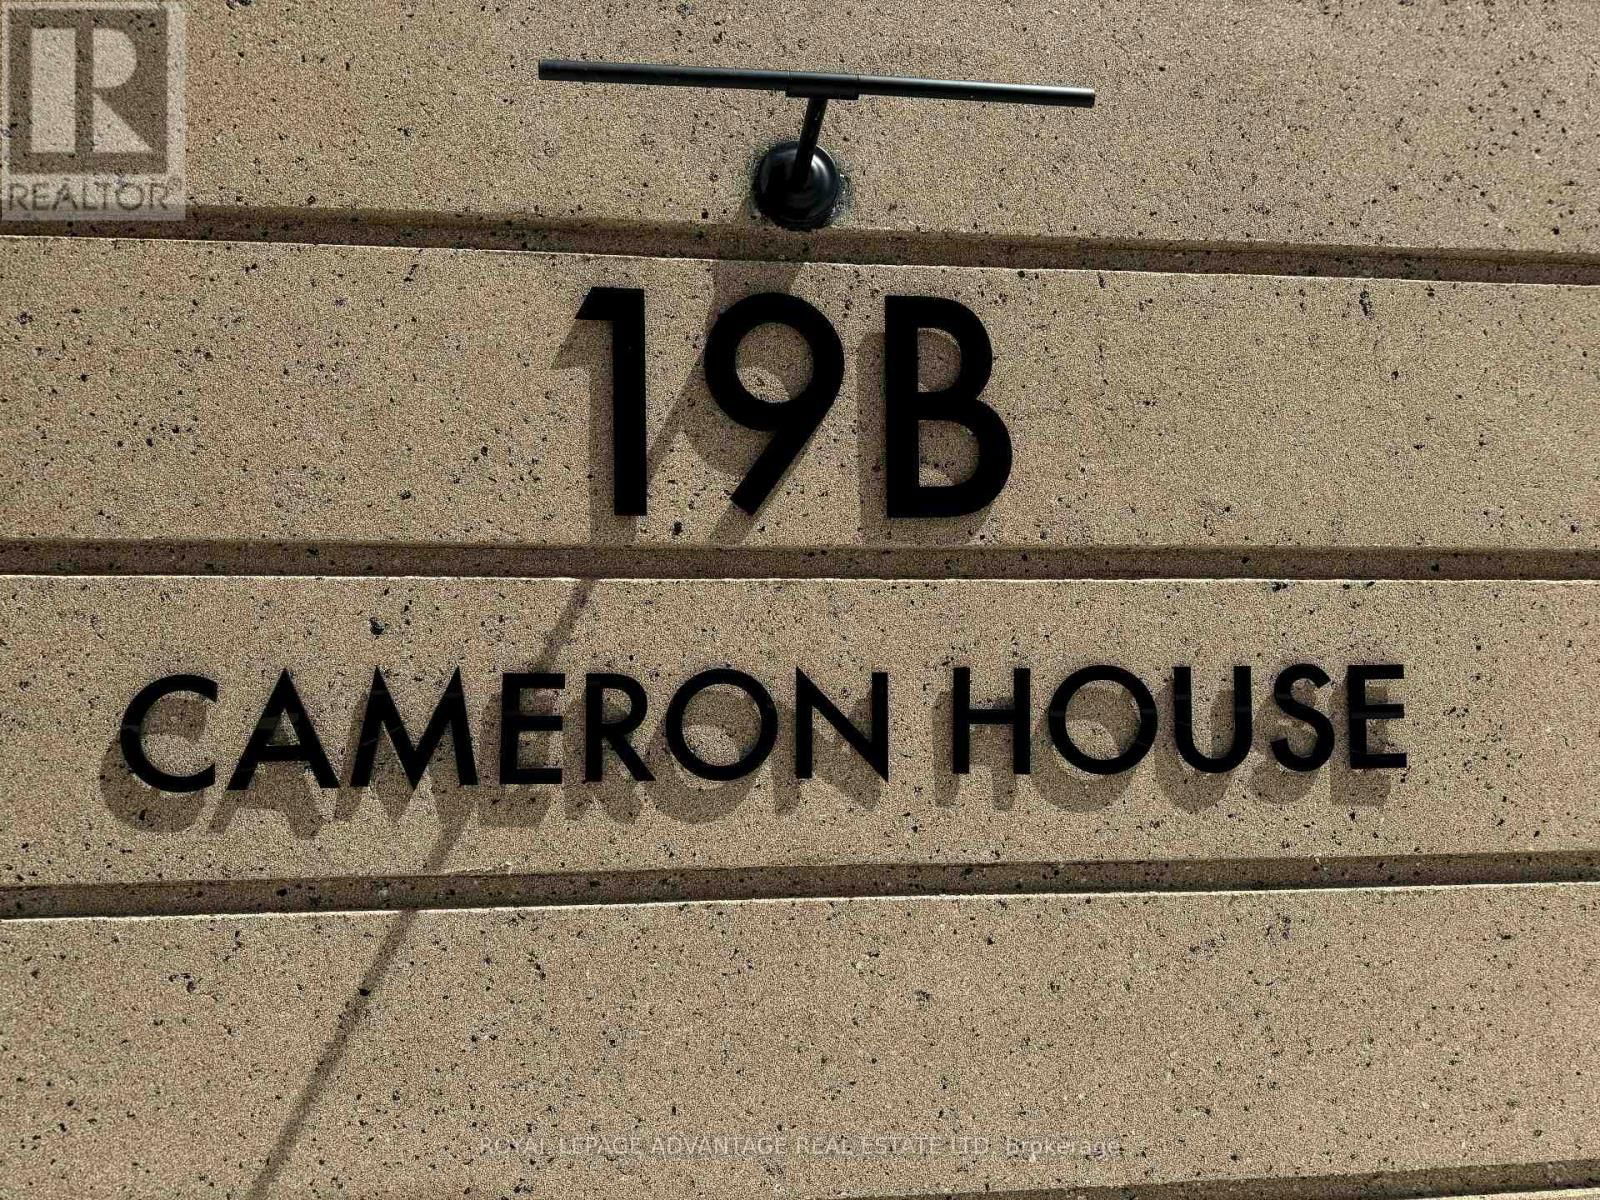 REALTOR®
19B
CAMERON HOUSE
ROYAL LEPAGE ADVANTAGE REAL ESTATE LTD. brokerage